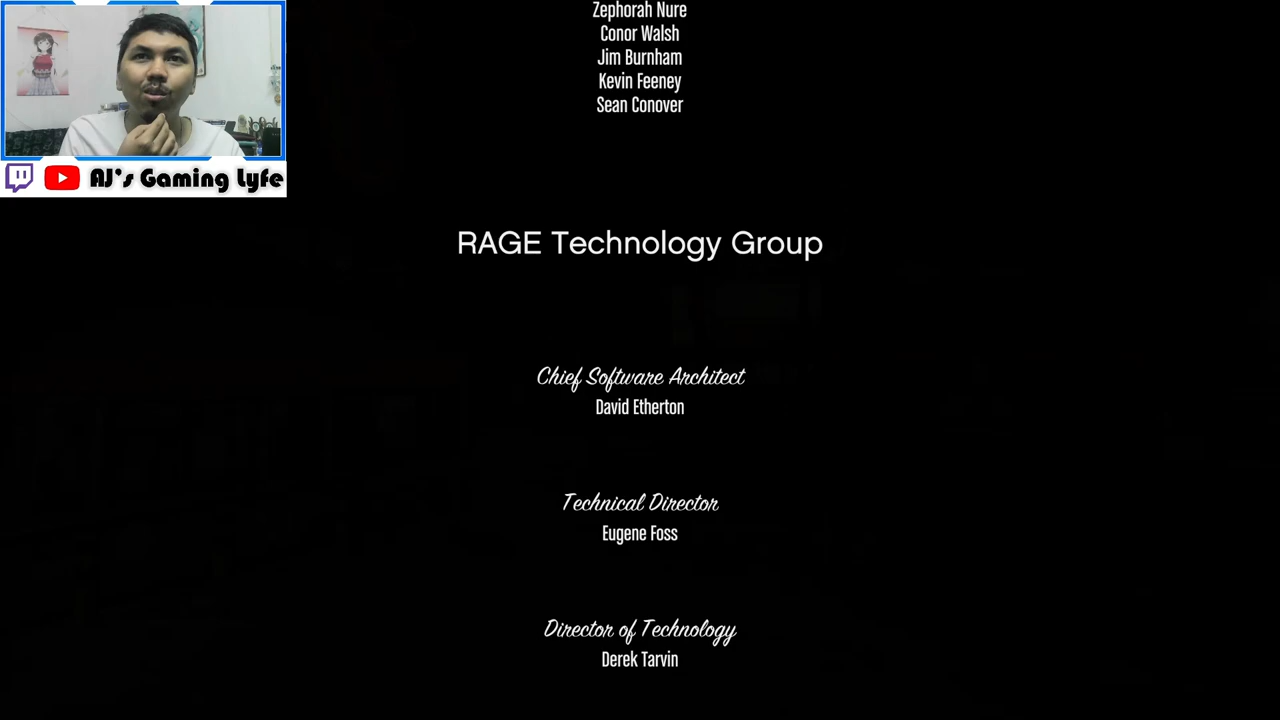 Zephorah Nure
Conor Walsh
Jim Burnham
Kevin Feeney
Sean Conover
AJ's Gaming Lyfe
RAGE Technology Group
Chief Software Architect
David Etherton
Technical Director
Eugene Foss
Director of Technology
Derek Tarvin